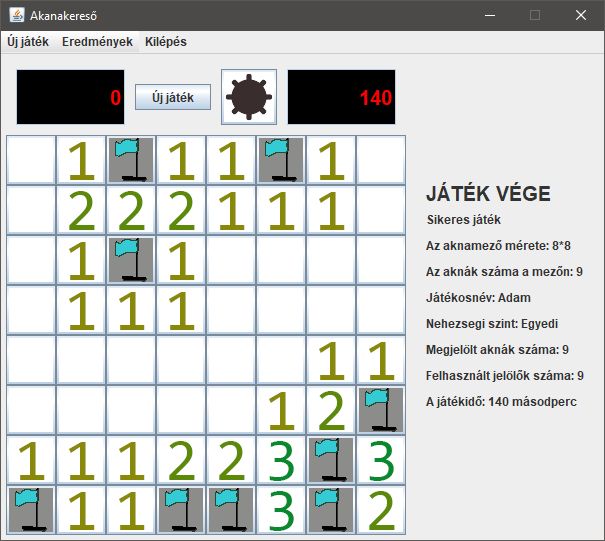 Akanakereső
Új játék Eredmények Kilépés
0 Új játék 140
1 1 1 1
2 2 2 1 1 1
1 1
1 1 1
1 1
1 2
1 1 1 2 2 3 3
1 1 3 2
JÁTÉK VÉGE
Sikeres játék
Az aknamező mérete: 8*8
Az aknák száma a mezőn: 9
Játékosnév: Adam
Nehezsegi szint: Egyedi
Megjelölt aknák száma: 9
Felhasznált jelölők száma: 9
A játékidő: 140 másodperc